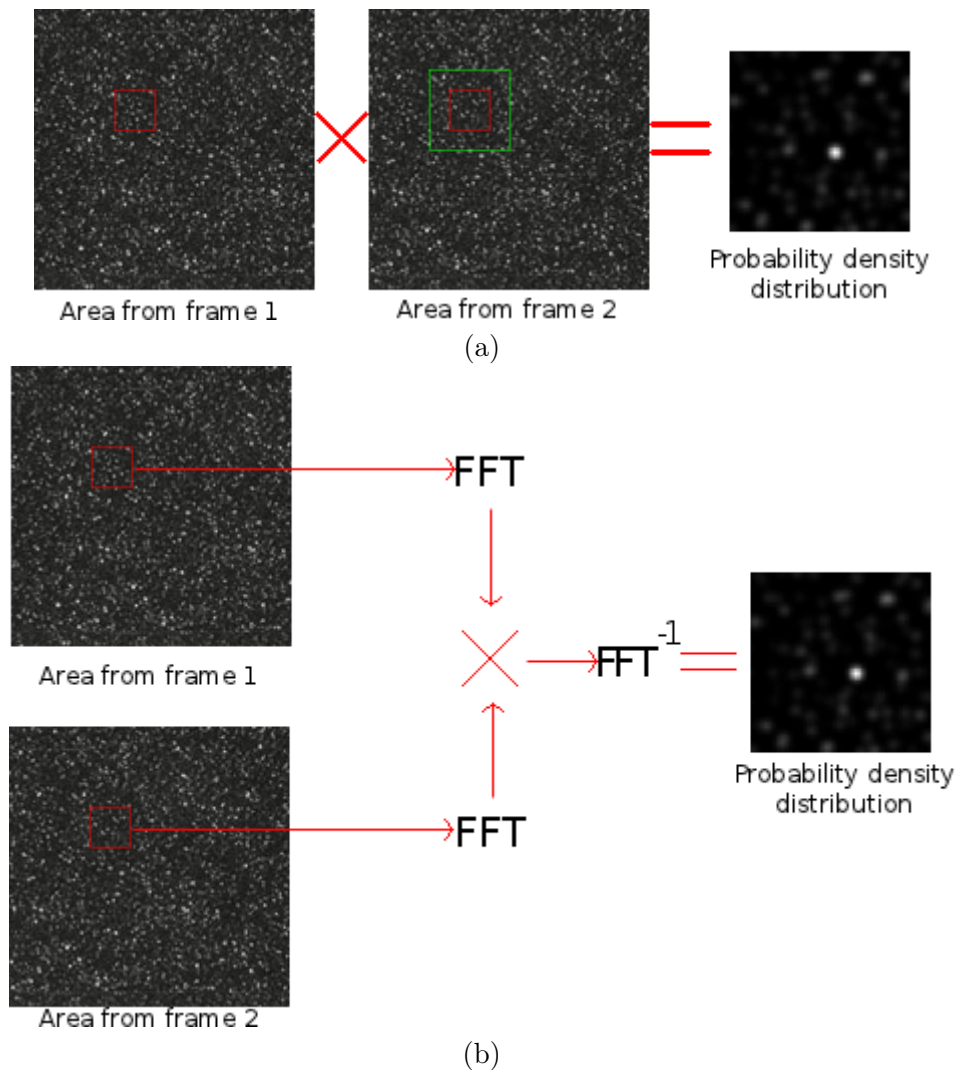 Area from frame 1
Area from frame 2
Probability density
distribution
(a)
Area from frame 1
FFT
FFT-1
Probability density
distribution
FFT
Area from frame 2
(b)